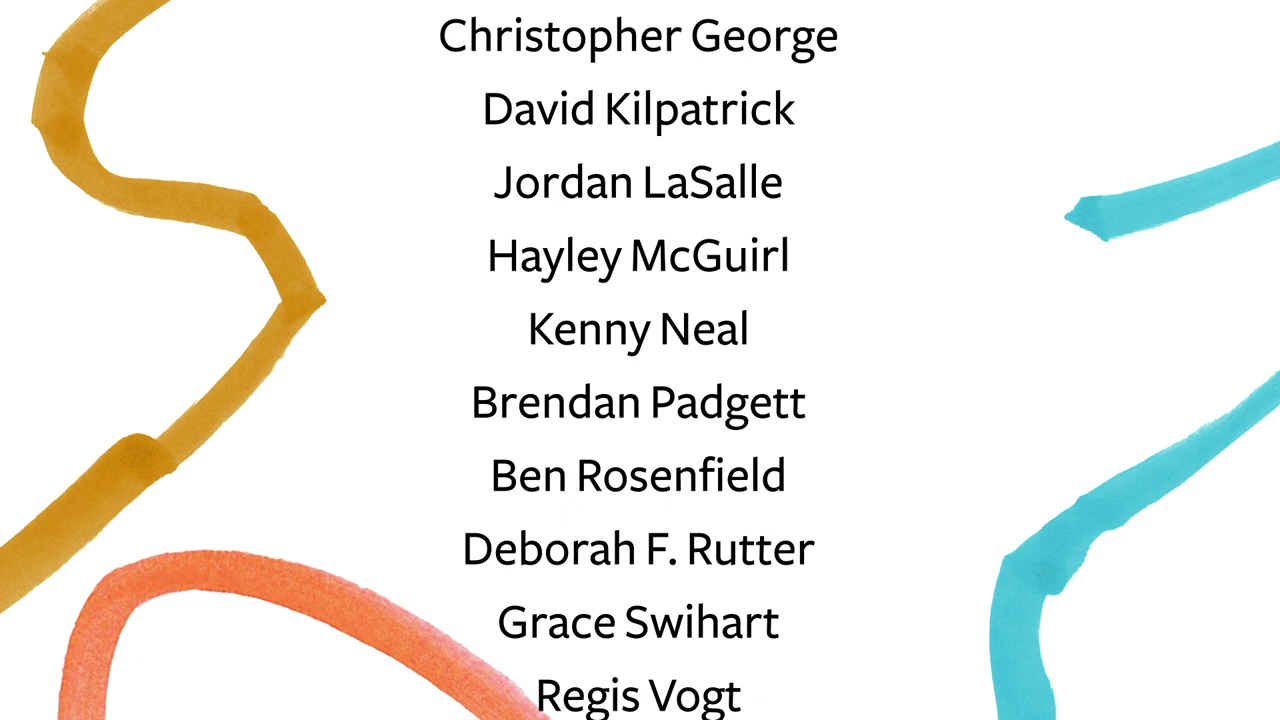 Christopher George
David Kilpatrick
Jordan LaSalle
Hayley McGuirl
Kenny Neal
Brendan Padgett
Ben Rosenfield
Deborah F. Rutter
Grace Swihart
Regis Vogt